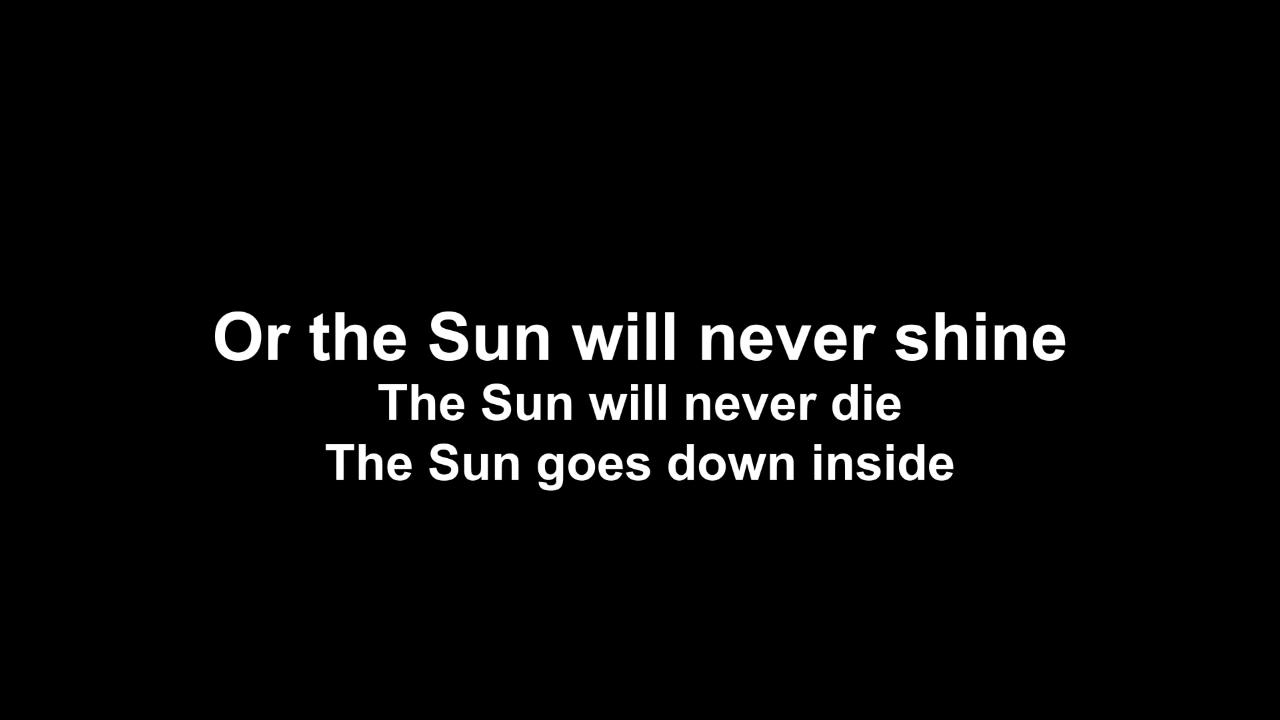 Or the Sun will never shine
The Sun will never die
The Sun goes down inside